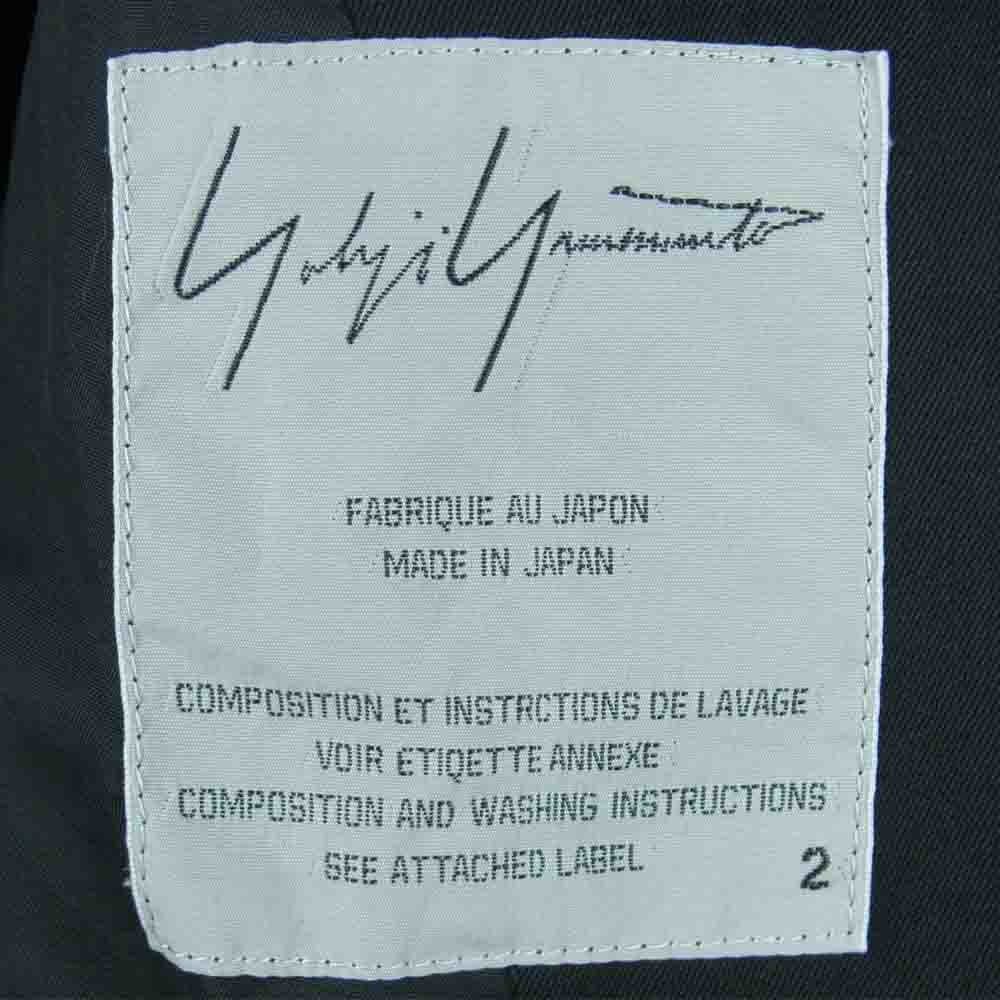 Yohji Yamamoto
FABRIQUE AU JAPON
MADE IN JAPAN
COMPOSITION ET INSTRCTIONS DE LAVAGE
VOIR ETIQETTE ANNEXE
COMPOSITION AND WASHING INSTRUCTIONS
SEE ATTACHED LABEL
2